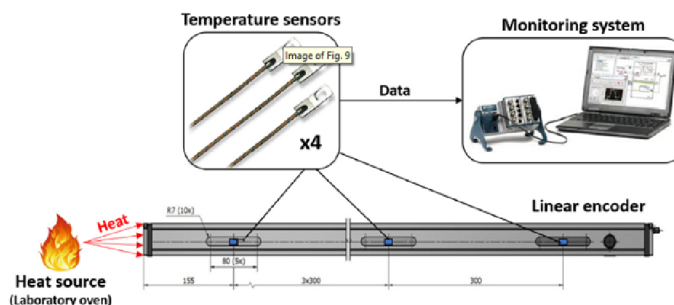 Temperature sensors
Monitoring system
Image of Fig. 9
Data
x4
Linear encoder
R7 (10x)
Heat
80 (5x)
Heat source
(Laboratory oven)
155
3x300
300